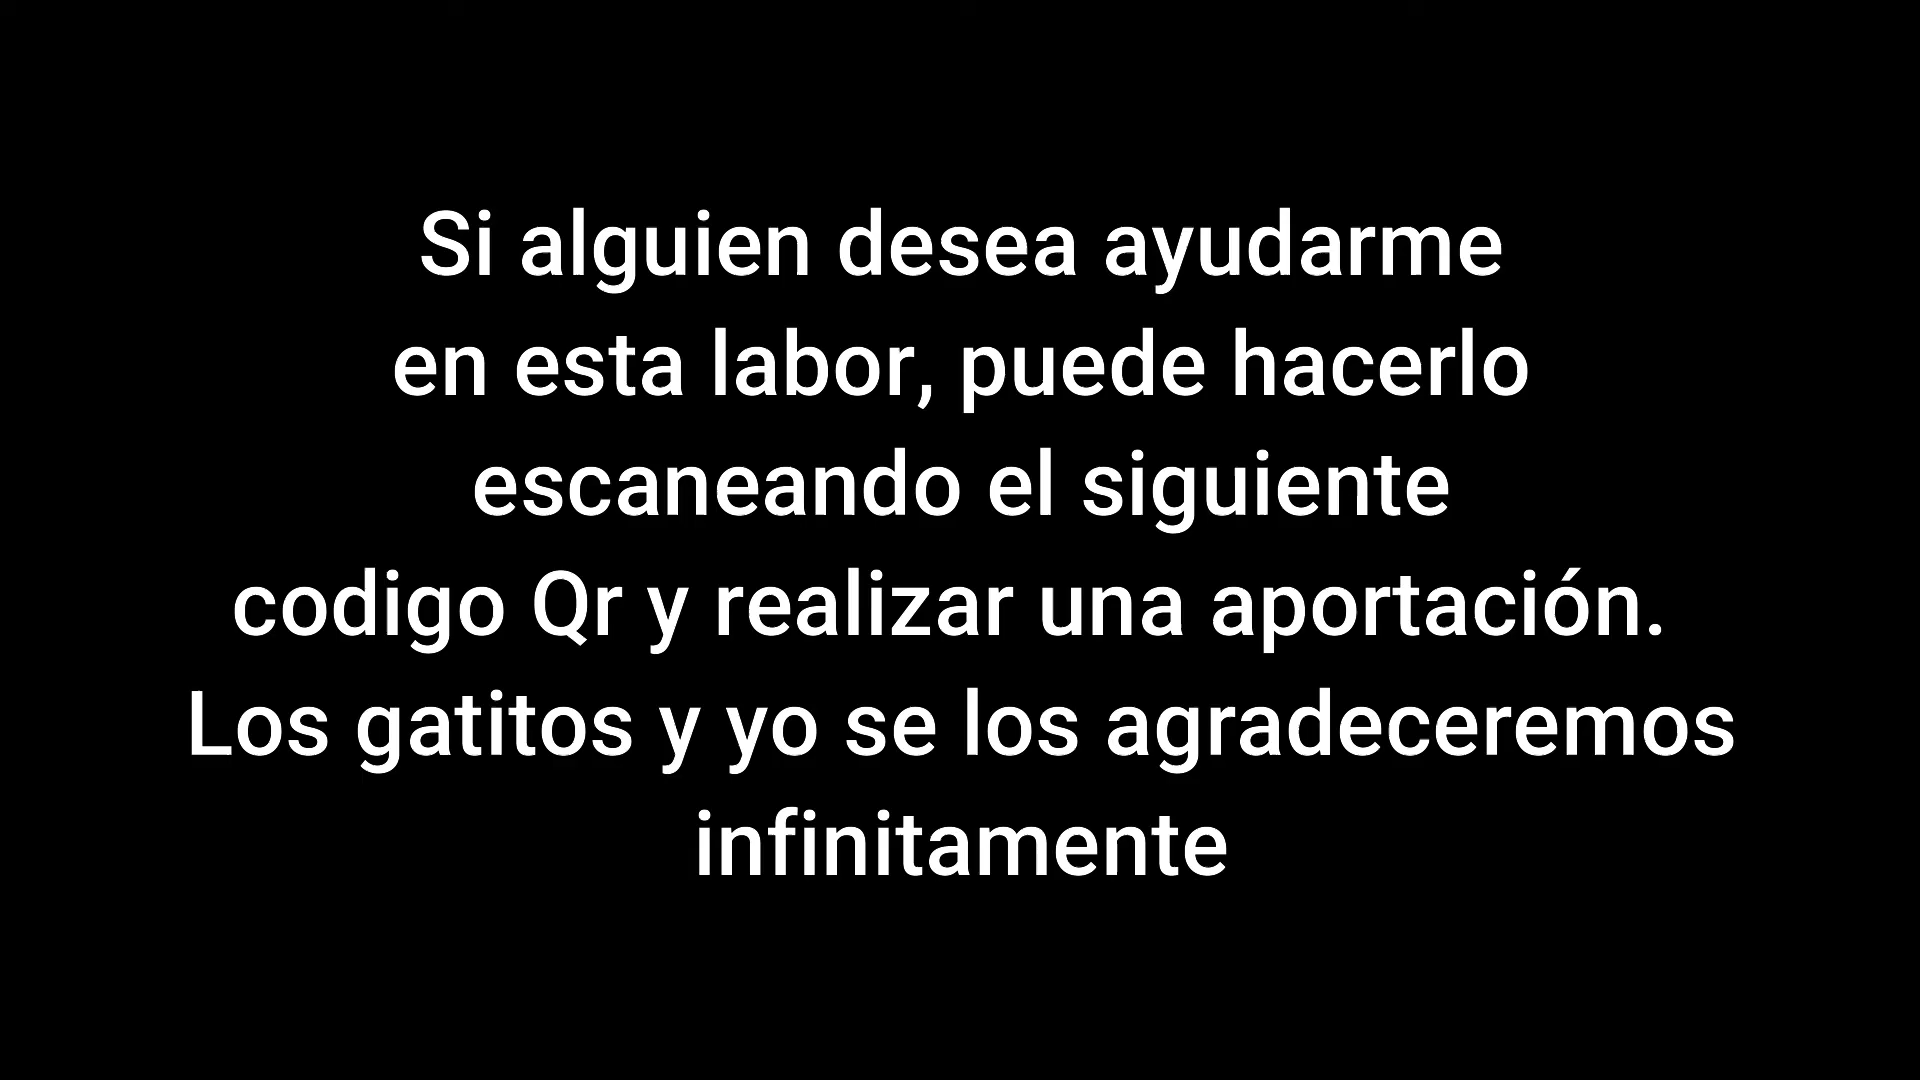 Si alguien desea ayudarme
en esta labor, puede hacerlo
escaneando el siguiente
codigo Qr y realizar una aportación.
Los gatitos y yo se los agradeceremos
infinitamente